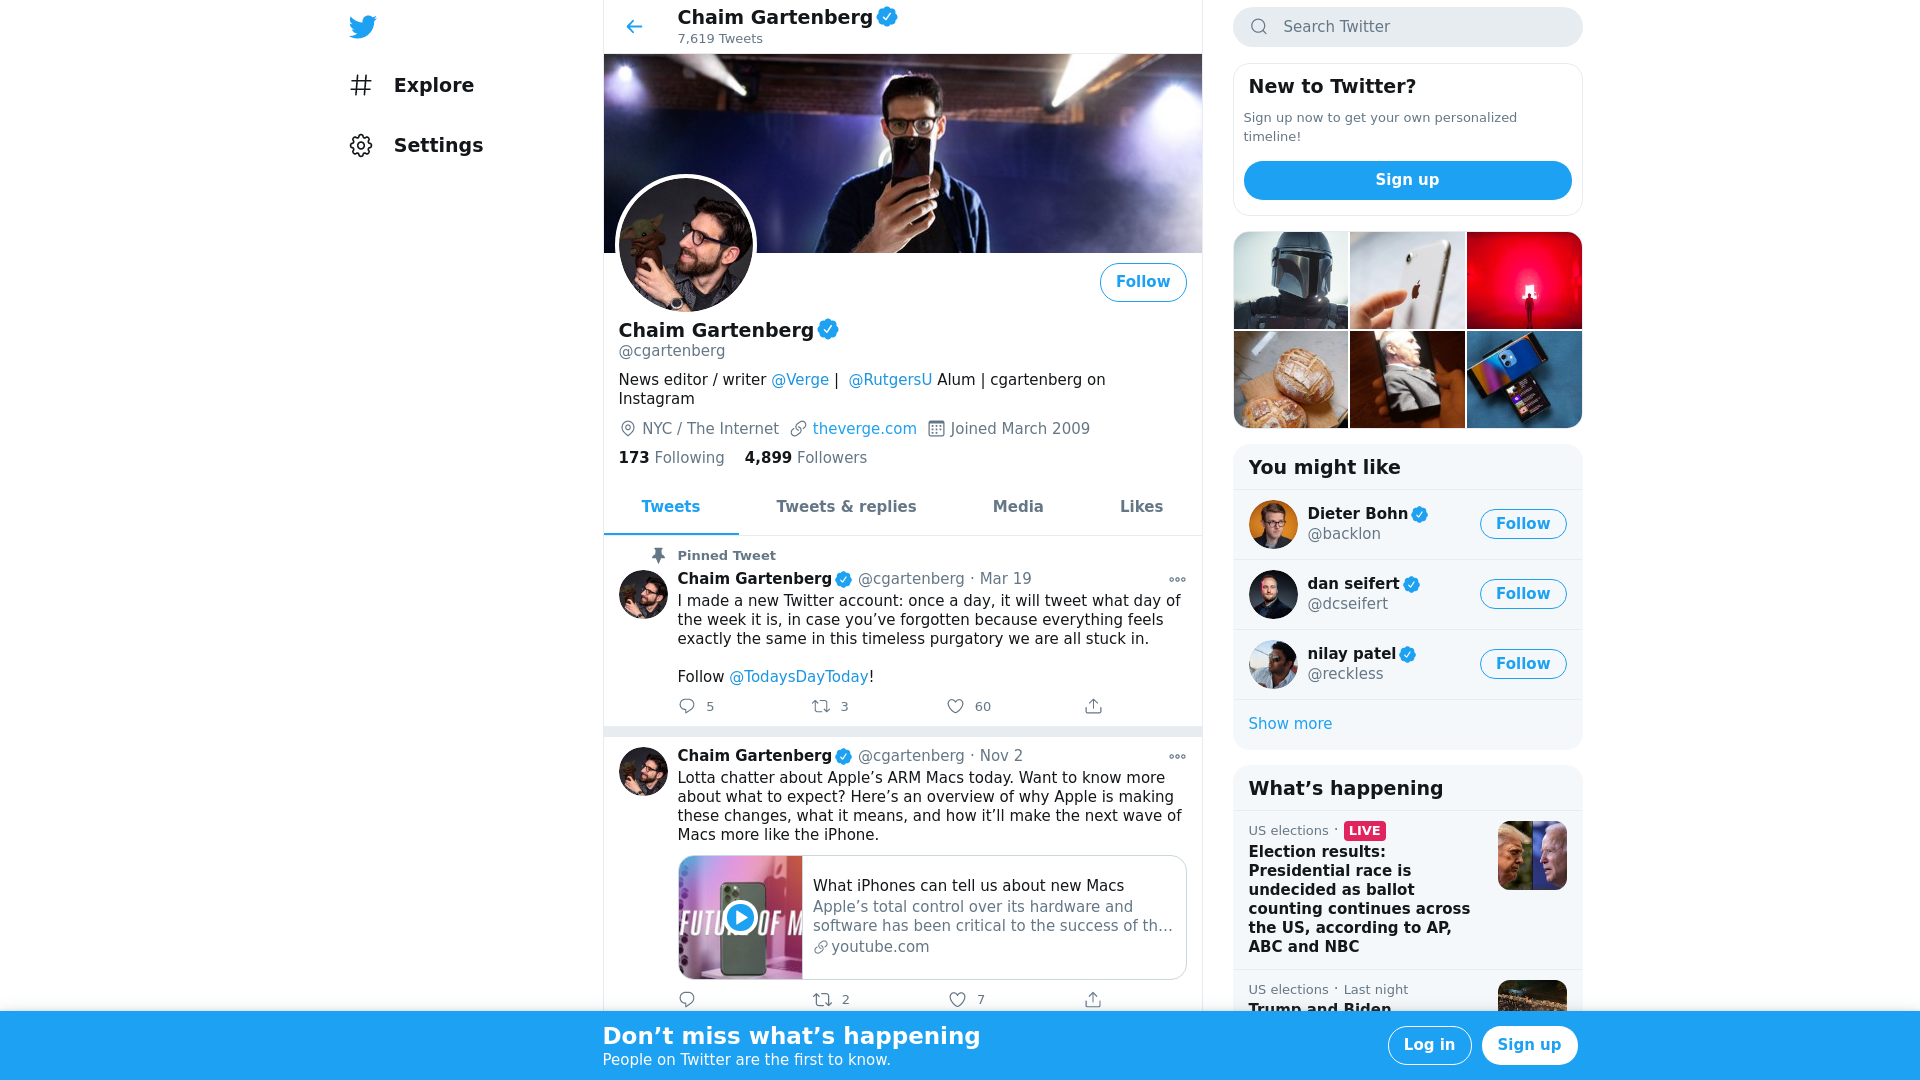 Explore
Settings
Chaim Gartenberg
7,619 Tweets
Follow
Chaim Gartenberg
@cgartenberg
News editor / writer @Verge | @RutgersU Alum | cgartenberg on
Instagram
NYC / The Internet theverge.com Joined March 2009
173 Following 4,899 Followers
Tweets Tweets & replies Media Likes
Pinned Tweet
Chaim Gartenberg @cgartenberg · Mar 19
I made a new Twitter account: once a day, it will tweet what day of
the week it is, in case you’ve forgotten because everything feels
exactly the same in this timeless purgatory we are all stuck in.
Follow @TodaysDayToday!
5 3 60
Chaim Gartenberg @cgartenberg · Nov 2
Lotta chatter about Apple’s ARM Macs today. Want to know more
about what to expect? Here’s an overview of why Apple is making
these changes, what it means, and how it’ll make the next wave of
Macs more like the iPhone.
What iPhones can tell us about new Macs
Apple’s total control over its hardware and
software has been critical to the success of th…
youtube.com
2 7
Search Twitter
New to Twitter?
Sign up now to get your own personalized
timeline!
Sign up
You might like
Dieter Bohn
@backlon
Follow
dan seifert
@dcseifert
Follow
nilay patel
@reckless
Follow
Show more
What’s happening
US elections · LIVE
Election results:
Presidential race is
undecided as ballot
counting continues across
the US, according to AP,
ABC and NBC
US elections · Last night
Trump and Biden
Don’t miss what’s happening
People on Twitter are the first to know.
Log in
Sign up